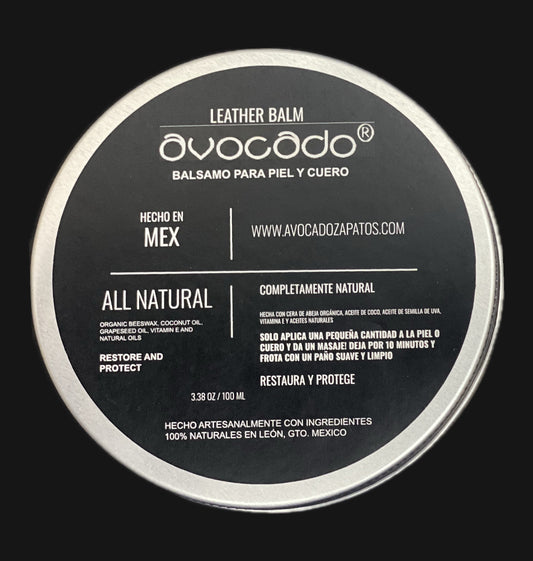 LEATHER BALM
avocado®
BALSAMO PARA PIEL Y CUERO
HECHO EN
MEX
WWW.AVOCADOZAPATOS.COM
ALL NATURAL
ORGANIC BEESWAX, COCONUT OIL,
GRAPESEED OIL, VITAMIN E AND
NATURAL OILS
RESTORE AND
PROTECT
COMPLETAMENTE NATURAL
HECHA CON CERA DE ABEJA ORGÁNICA, ACEITE DE COCO, ACEITE DE SEMILLA DE UVA,
VITAMINA E Y ACEITES NATURALES
SOLO APLICA UNA PEQUEÑA CANTIDAD A LA PIEL O
CUERO Y DA UN MASAJE! DEJA POR 10 MINUTOS Y
FROTA CON UN PAÑO SUAVE Y LIMPIO
RESTAURA Y PROTEGE
3.38 OZ / 100 ML
HECHO ARTESANALMENTE CON INGREDIENTES
100% NATURALES EN LEÓN, GTO. MEXICO